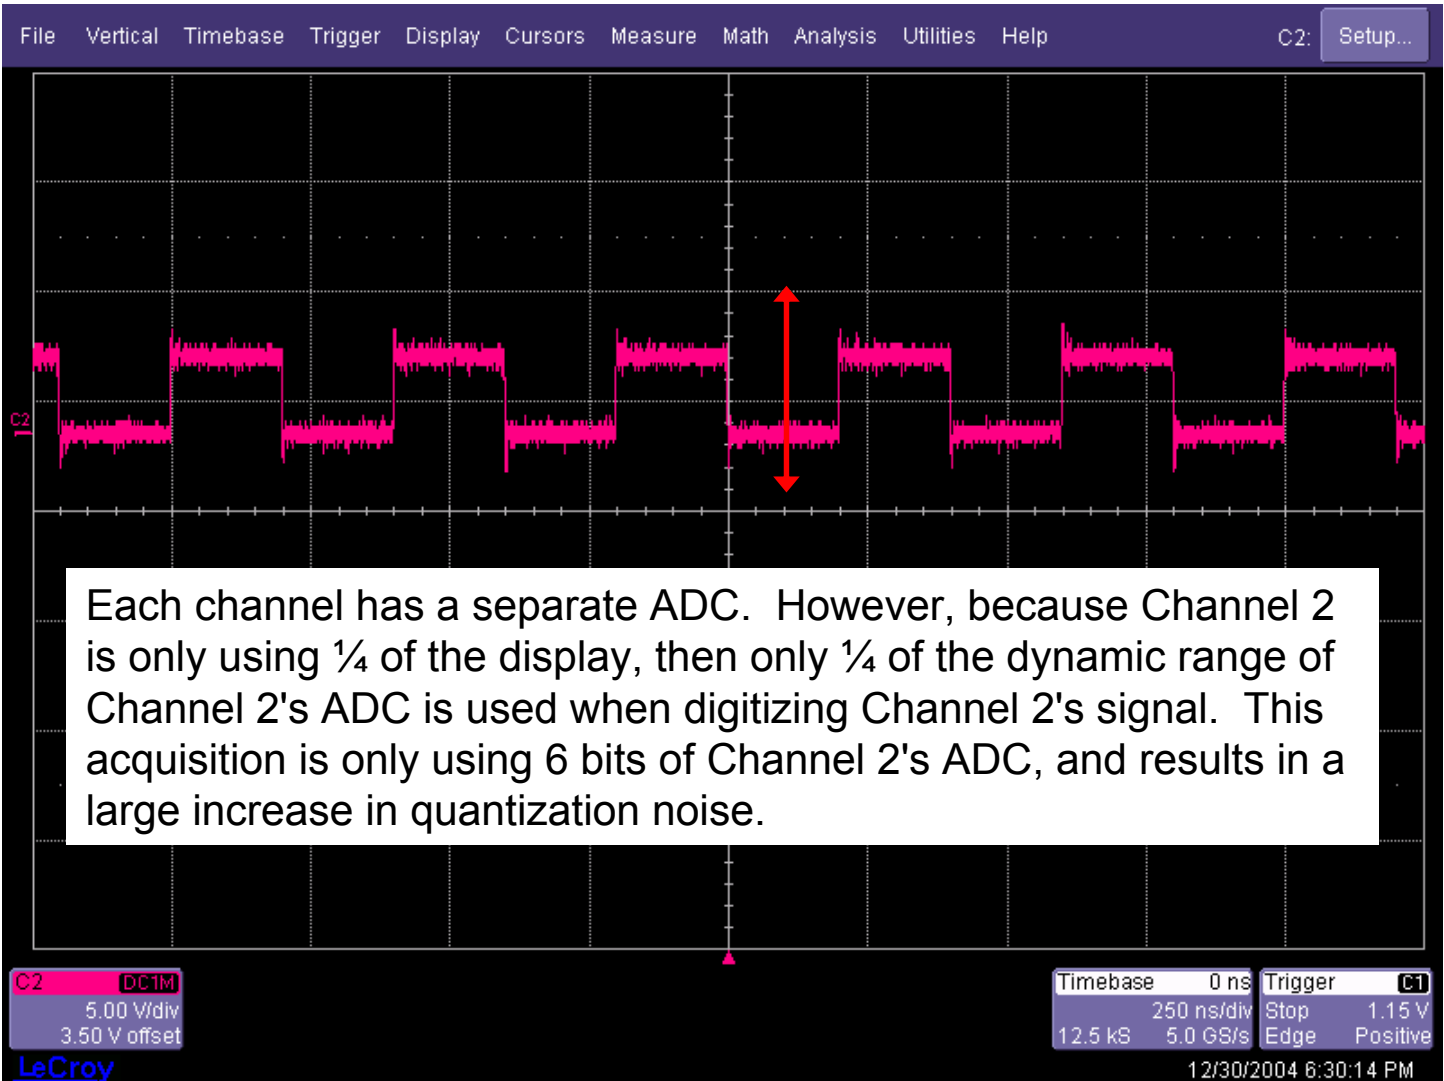 File Vertical Timebase Trigger Display Cursors Measure Math Analysis Utilities Help C2: Setup...
C2
Each channel has a separate ADC. However, because Channel 2
is only using ¼ of the display, then only ¼ of the dynamic range of
Channel 2's ADC is used when digitizing Channel 2's signal. This
acquisition is only using 6 bits of Channel 2's ADC, and results in a
large increase in quantization noise.
C2 DC1M
5.00 V/div
3.50 V offset
Timebase 0 ns
250 ns/div
12.5 kS 5.0 GS/s
Trigger C1
Stop 1.15 V
Edge Positive
LeCroy
12/30/2004 6:30:14 PM